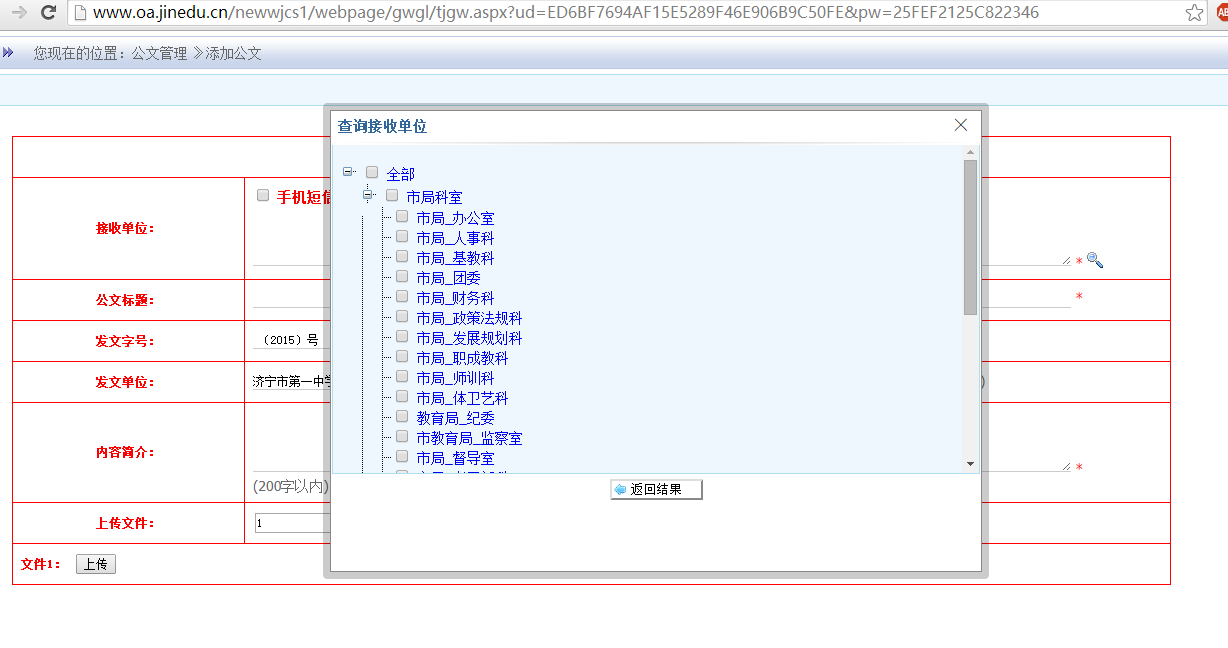 www.oa.jinedu.cn/newwjcs1/webpage/gwgl/tjgw.aspx?ud=ED6BF7694AF15E5289F46E906B9C50FE&pw=25FEF2125C822346
您现在的位置：公文管理 》添加公文
查询接收单位
全部
市局科室
市局_办公室
市局_人事科
市局_基教科
市局_团委
市局_财务科
市局_政策法规科
市局_发展规划科
市局_职成教科
市局_师训科
市局_体卫艺科
教育局_纪委
市教育局_监察室
市局_督导室
返回结果
接收单位：
手机短信
*
公文标题：
*
发文字号：
（2015）号
发文单位：
济宁市第一中学
)
内容简介：
*
(200字以内)
上传文件：
1
文件1：
上传